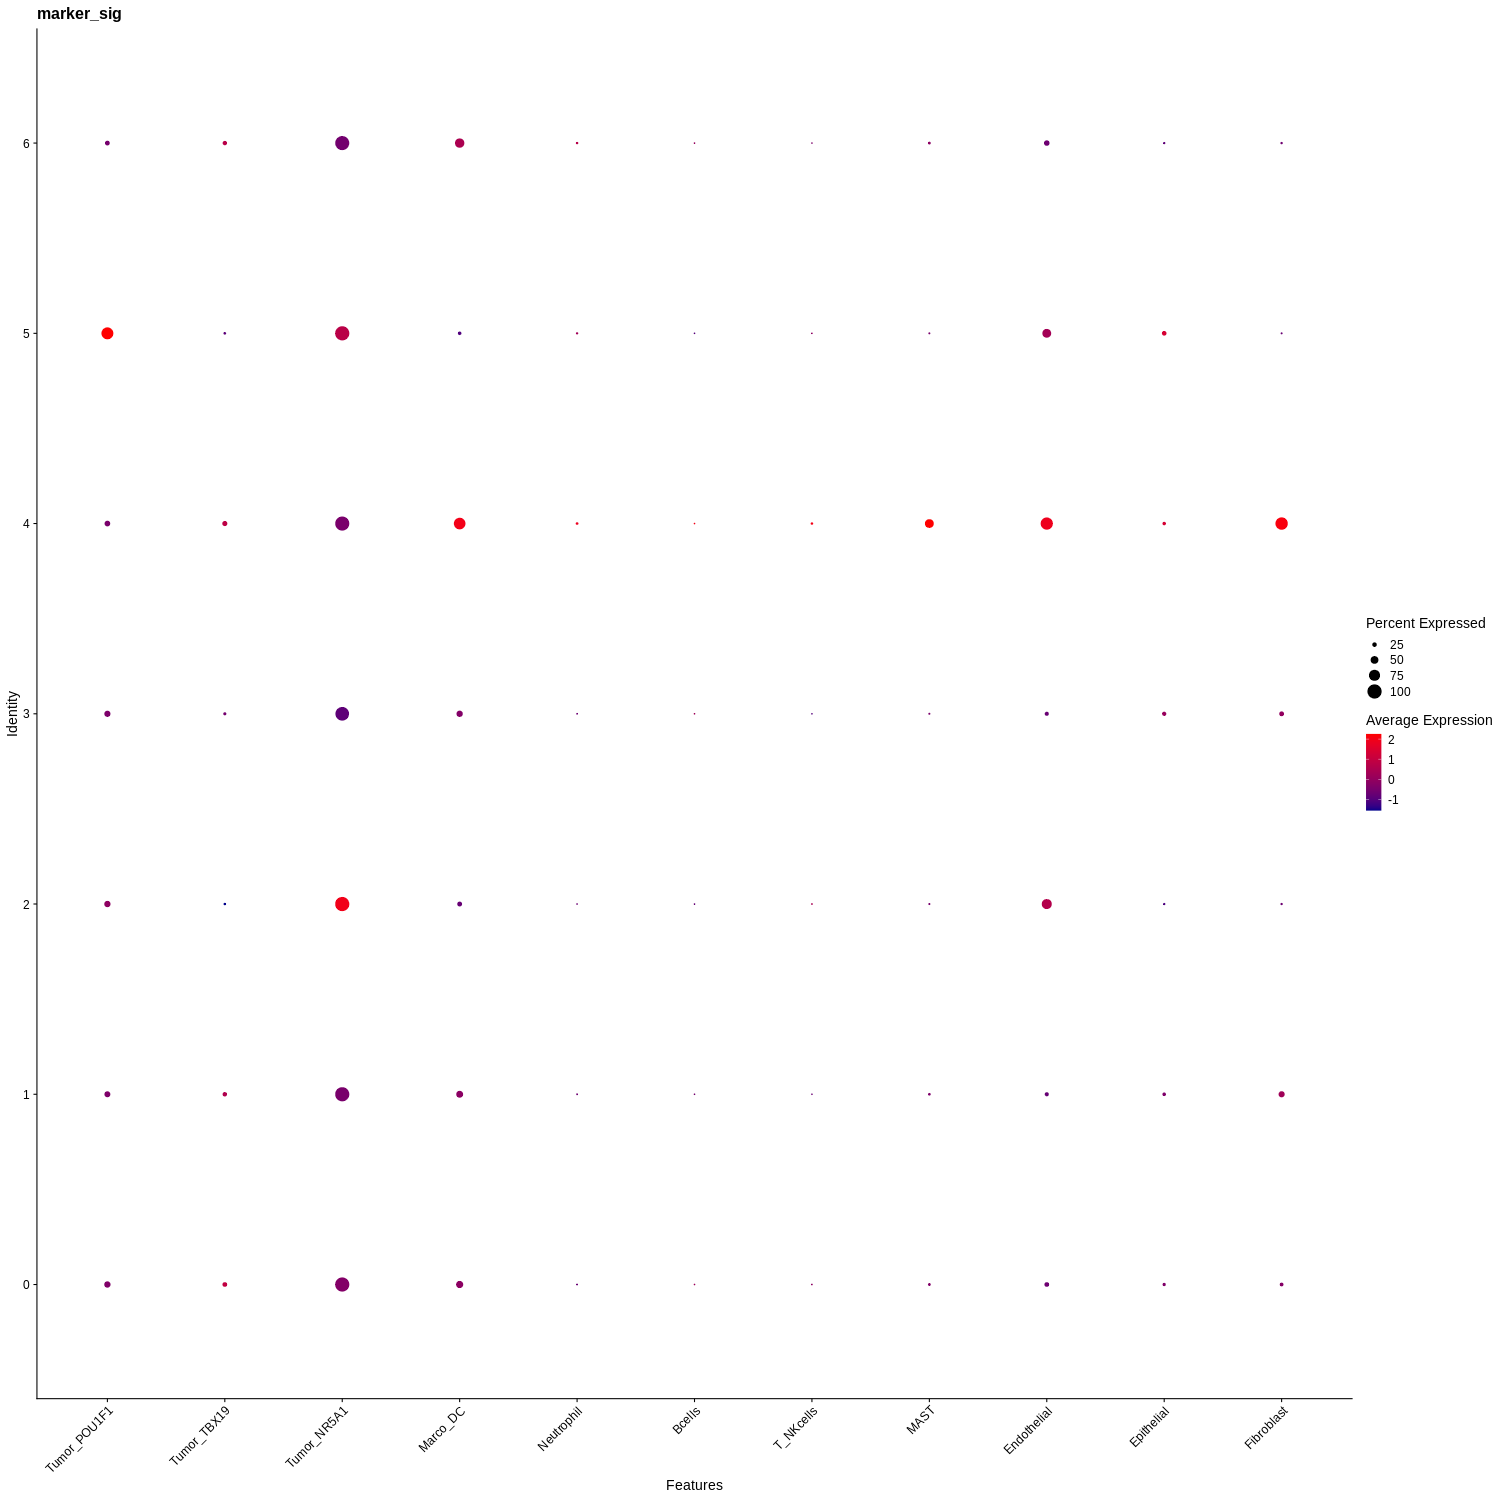 marker_sig
6
5
4
3
2
1
0
Identity
Tumor_POU1F1
Tumor_TBX19
Tumor_NR5A1
Marco_DC
Neutrophil
Bcells
T_NKcells
MAST
Endothelial
Epithelial
Fibroblast
Features
Percent Expressed
25
50
75
100
Average Expression
2
1
0
-1